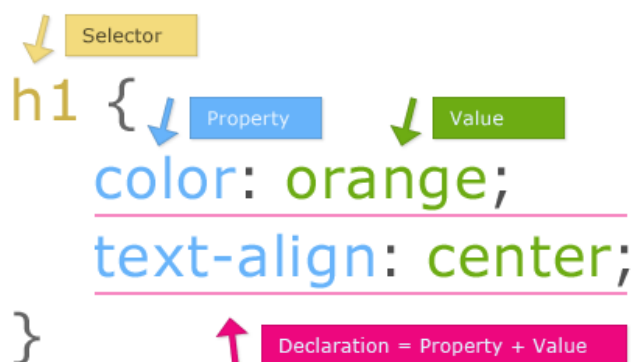 Selector
h1 {
Property
Value
color: orange;
text-align: center;
}
Declaration = Property + Value